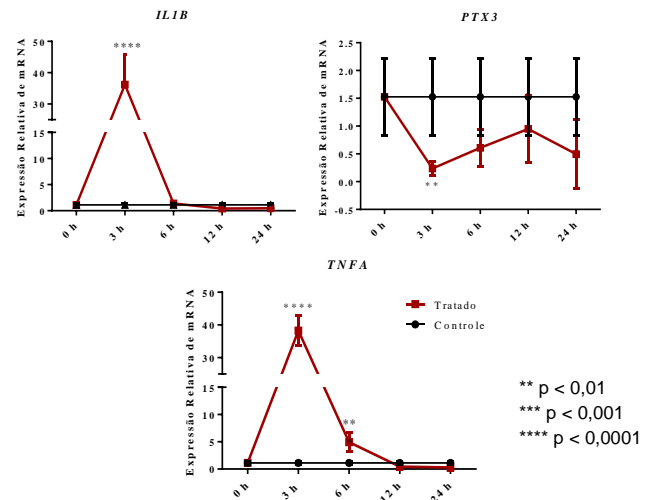 IL1B
Expressão Relativa de mRNA
50
40
30
15
10
5
0
****
0 h
3 h
6 h
12 h
24 h
PTX3
Expressão Relativa de mRNA
2.5
2.0
1.5
1.0
0.5
0.0
-0.5
**
0 h
3 h
6 h
12 h
24 h
TNFA
Expressão Relativa de mRNA
50
40
30
15
10
5
0
****
**
0 h
3 h
6 h
12 h
24 h
Tratado
Controle
** p < 0,01
*** p < 0,001
**** p < 0,0001